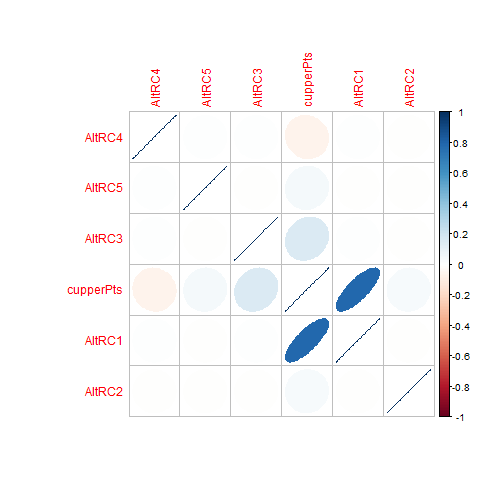 AltRC4
AltRC5
AltRC3
cupperPts
AltRC1
AltRC2
AltRC4
AltRC5
AltRC3
cupperPts
AltRC1
AltRC2
1
0.8
0.6
0.4
0.2
0
-0.2
-0.4
-0.6
-0.8
-1